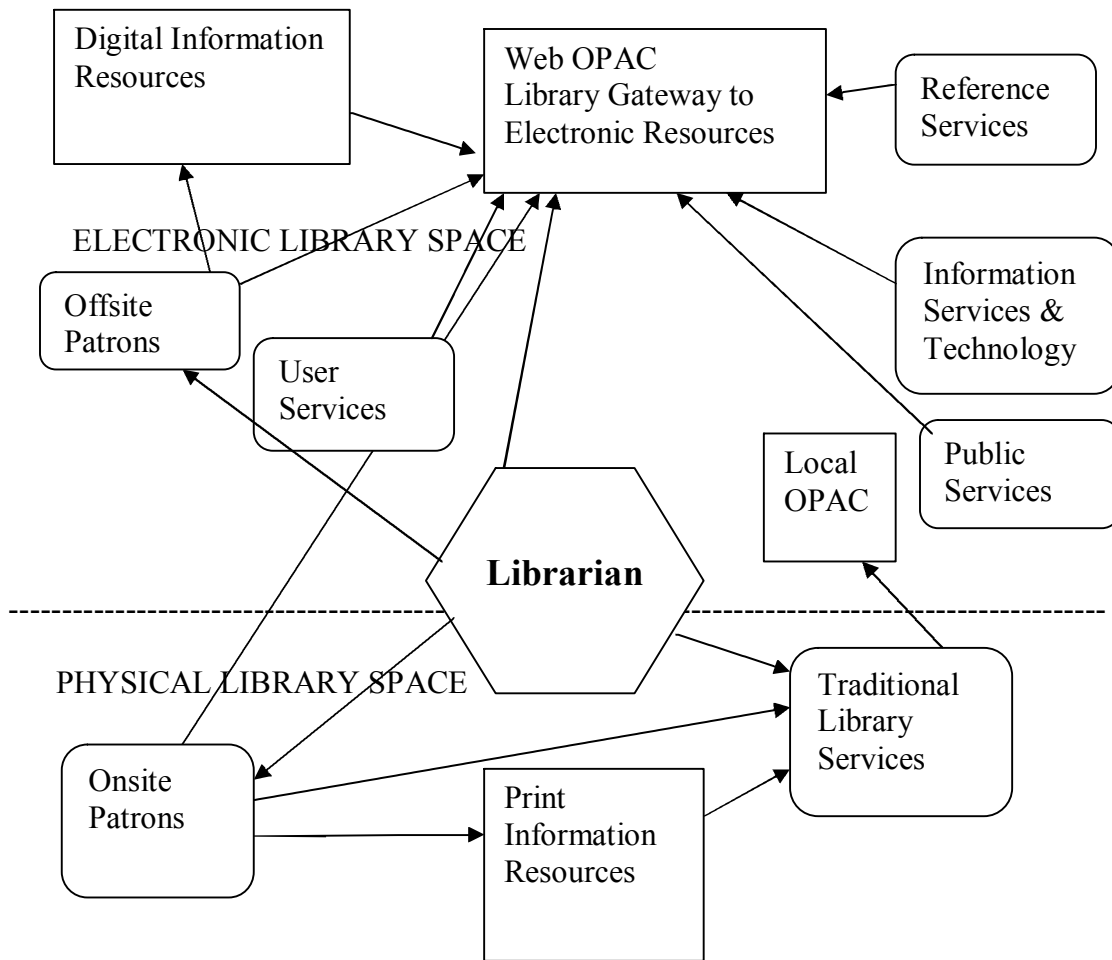 Digital Information
Resources
Web OPAC
Library Gateway to
Electronic Resources
Reference
Services
ELECTRONIC LIBRARY SPACE
Offsite
Patrons
Information
Services &
Technology
User
Services
Local
OPAC
Public
Services
Librarian
PHYSICAL LIBRARY SPACE
Traditional
Library
Services
Onsite
Patrons
Print
Information
Resources